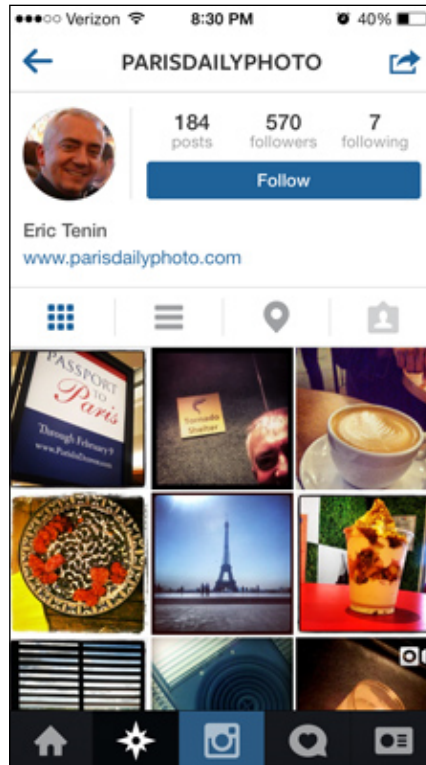 Verizon 8:30 PM 40%
PARISDAILYPHOTO
184 570 7
posts followers following
Follow
Eric Tenin
www.parisdailyphoto.com
PASSPORT
TO
Paris
Through February 9
Tornado
Shelter